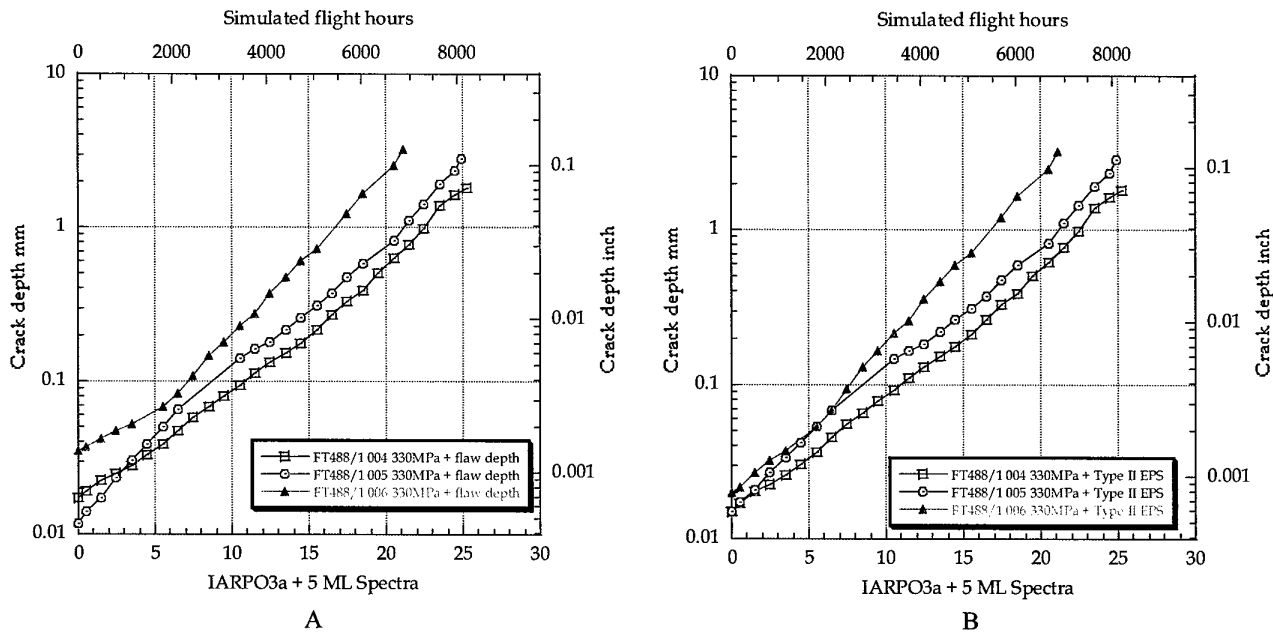 Simulated flight hours
0 2000 4000 6000 8000
10
1
0.1
0.01
Crack depth mm
0.1
0.01
0.001
Crack depth inch
FT488/1 004 330MPa + flaw depth
FT488/1 005 330MPa + flaw depth
FT488/1 006 330MPa + flaw depth
0 5 10 15 20 25 30
IARPO3a + 5 ML Spectra
A
Simulated flight hours
0 2000 4000 6000 8000
10
1
0.1
0.01
Crack depth mm
0.1
0.01
0.001
Crack depth inch
FT488/1 004 330MPa + Type II EPS
FT488/1 005 330MPa + Type II EPS
FT488/1 006 330MPa + Type II EPS
0 5 10 15 20 25 30
IARPO3a + 5 ML Spectra
B